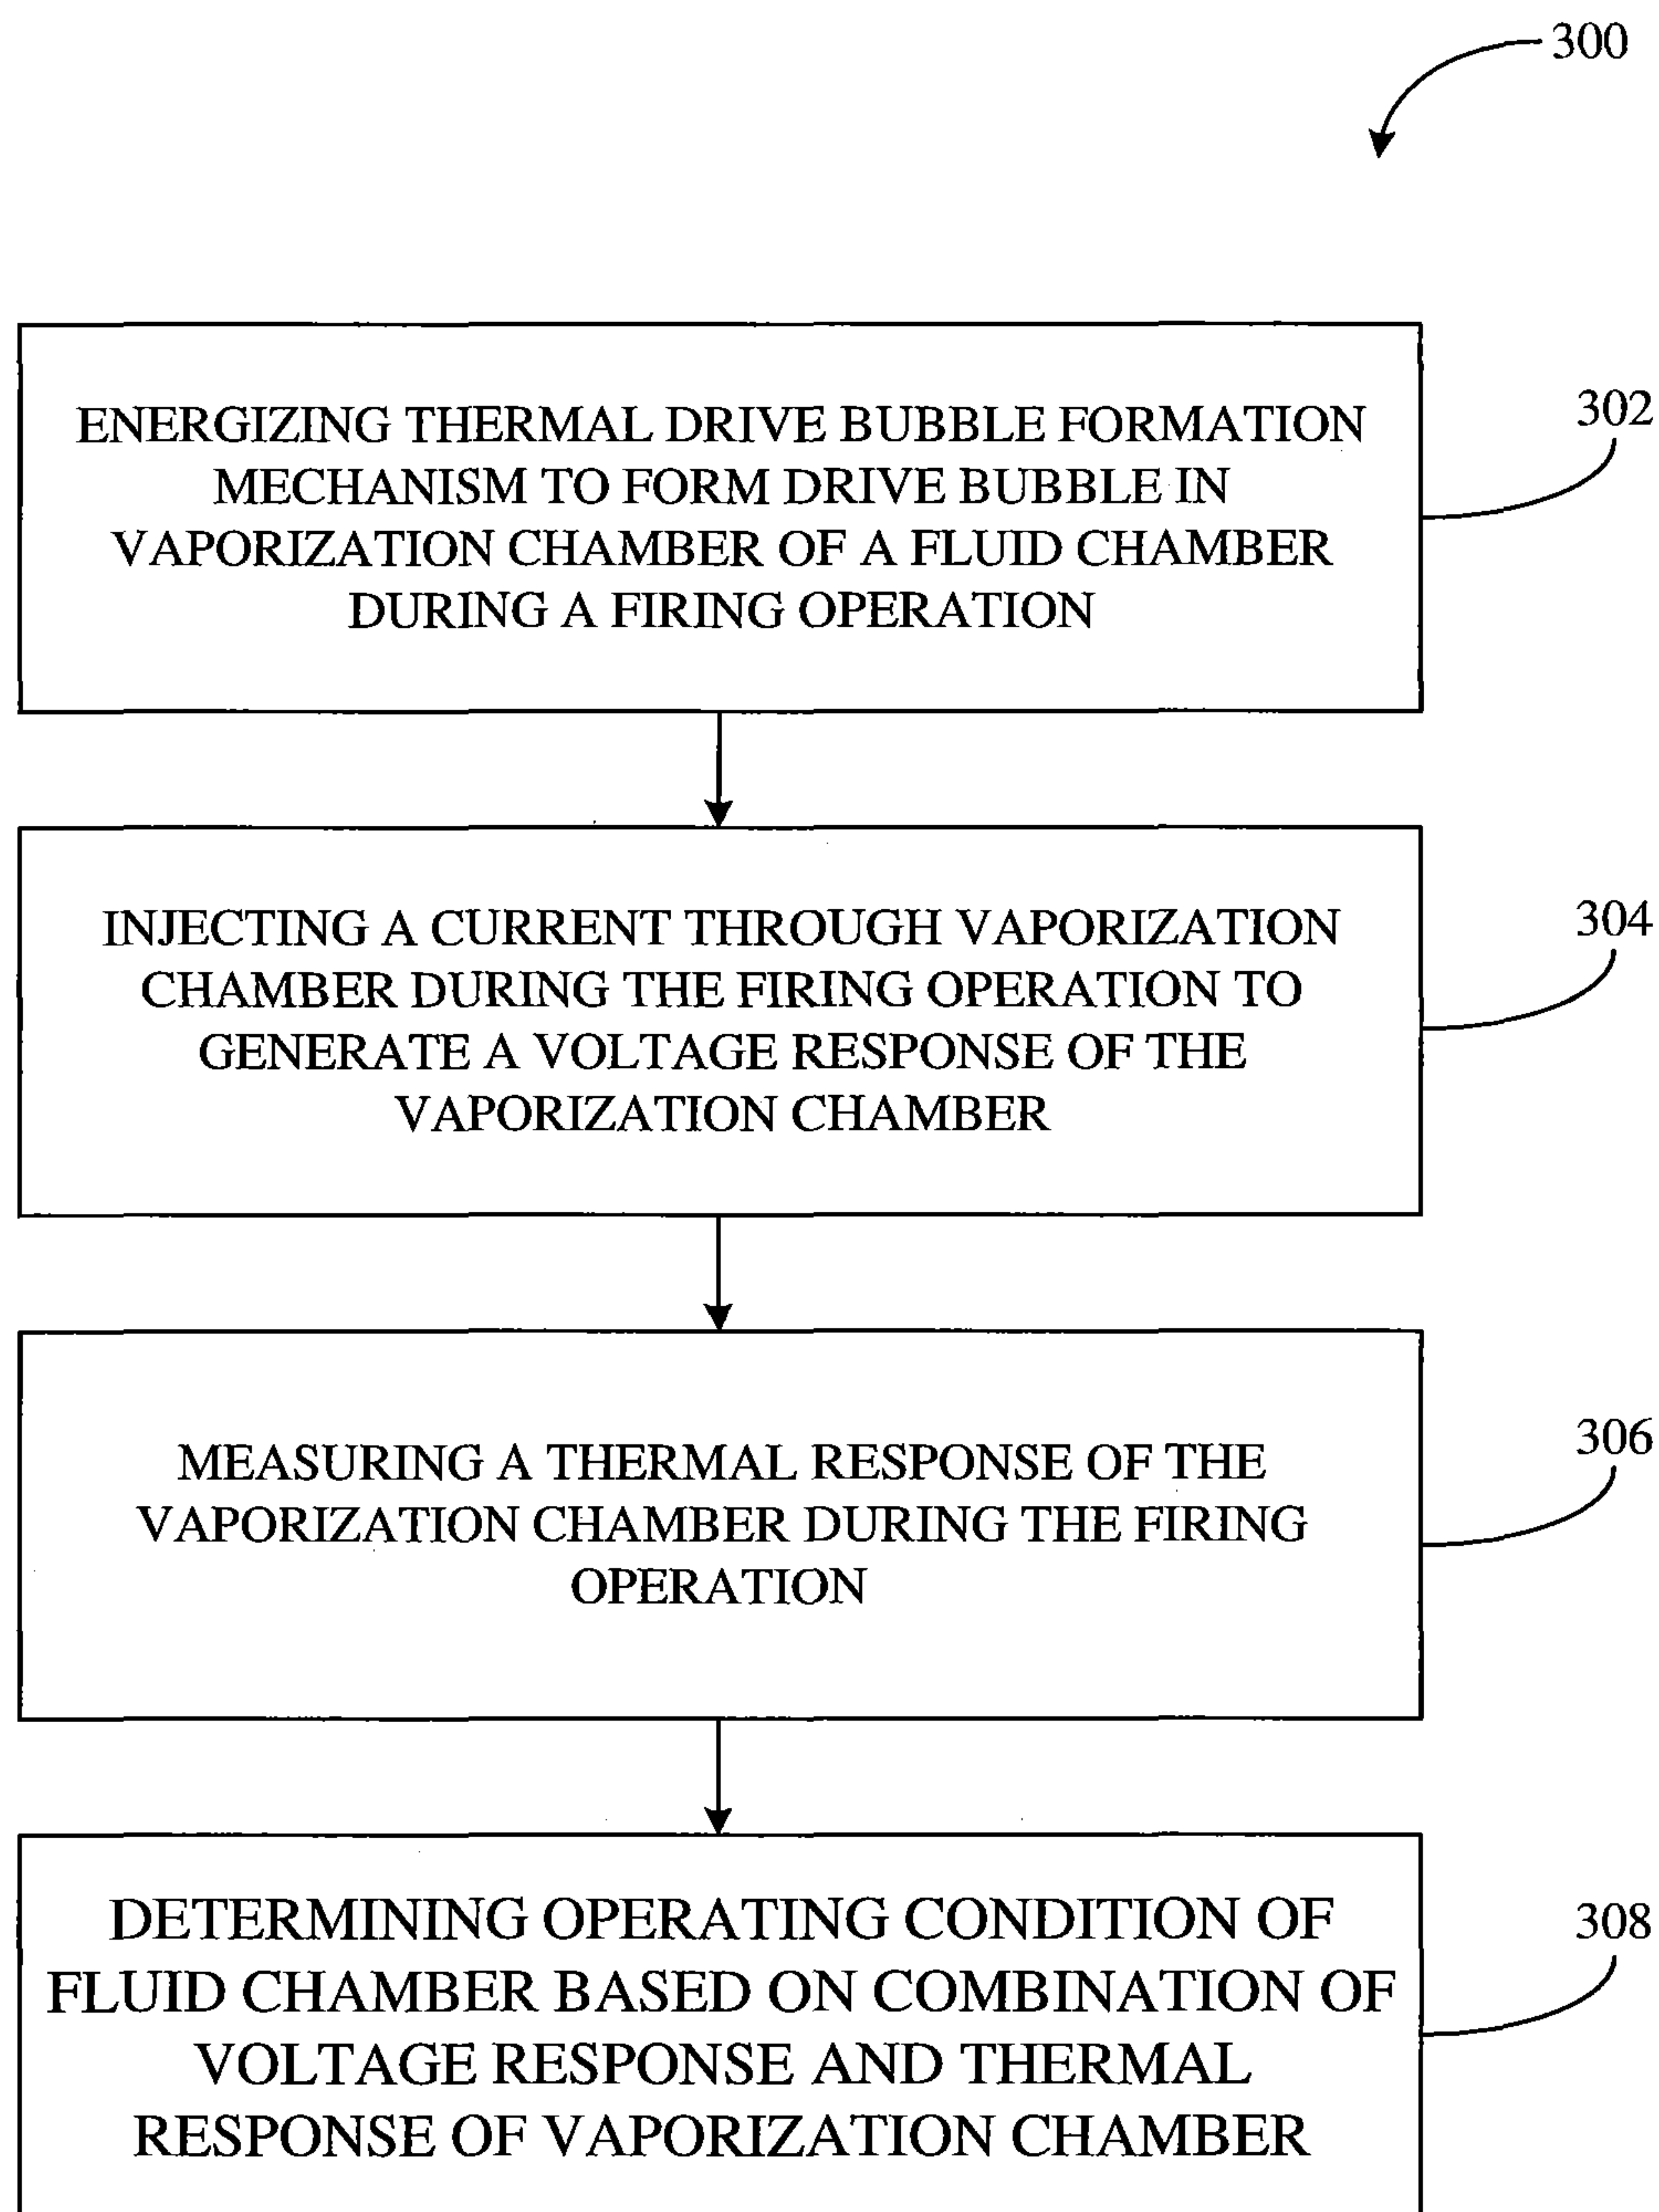 300
ENERGIZING THERMAL DRIVE BUBBLE FORMATION
MECHANISM TO FORM DRIVE BUBBLE IN
VAPORIZATION CHAMBER OF A FLUID CHAMBER
DURING A FIRING OPERATION
302
INJECTING A CURRENT THROUGH VAPORIZATION
CHAMBER DURING THE FIRING OPERATION TO
GENERATE A VOLTAGE RESPONSE OF THE
VAPORIZATION CHAMBER
304
MEASURING A THERMAL RESPONSE OF THE
VAPORIZATION CHAMBER DURING THE FIRING
OPERATION
306
DETERMINING OPERATING CONDITION OF
FLUID CHAMBER BASED ON COMBINATION OF
VOLTAGE RESPONSE AND THERMAL
RESPONSE OF VAPORIZATION CHAMBER
308